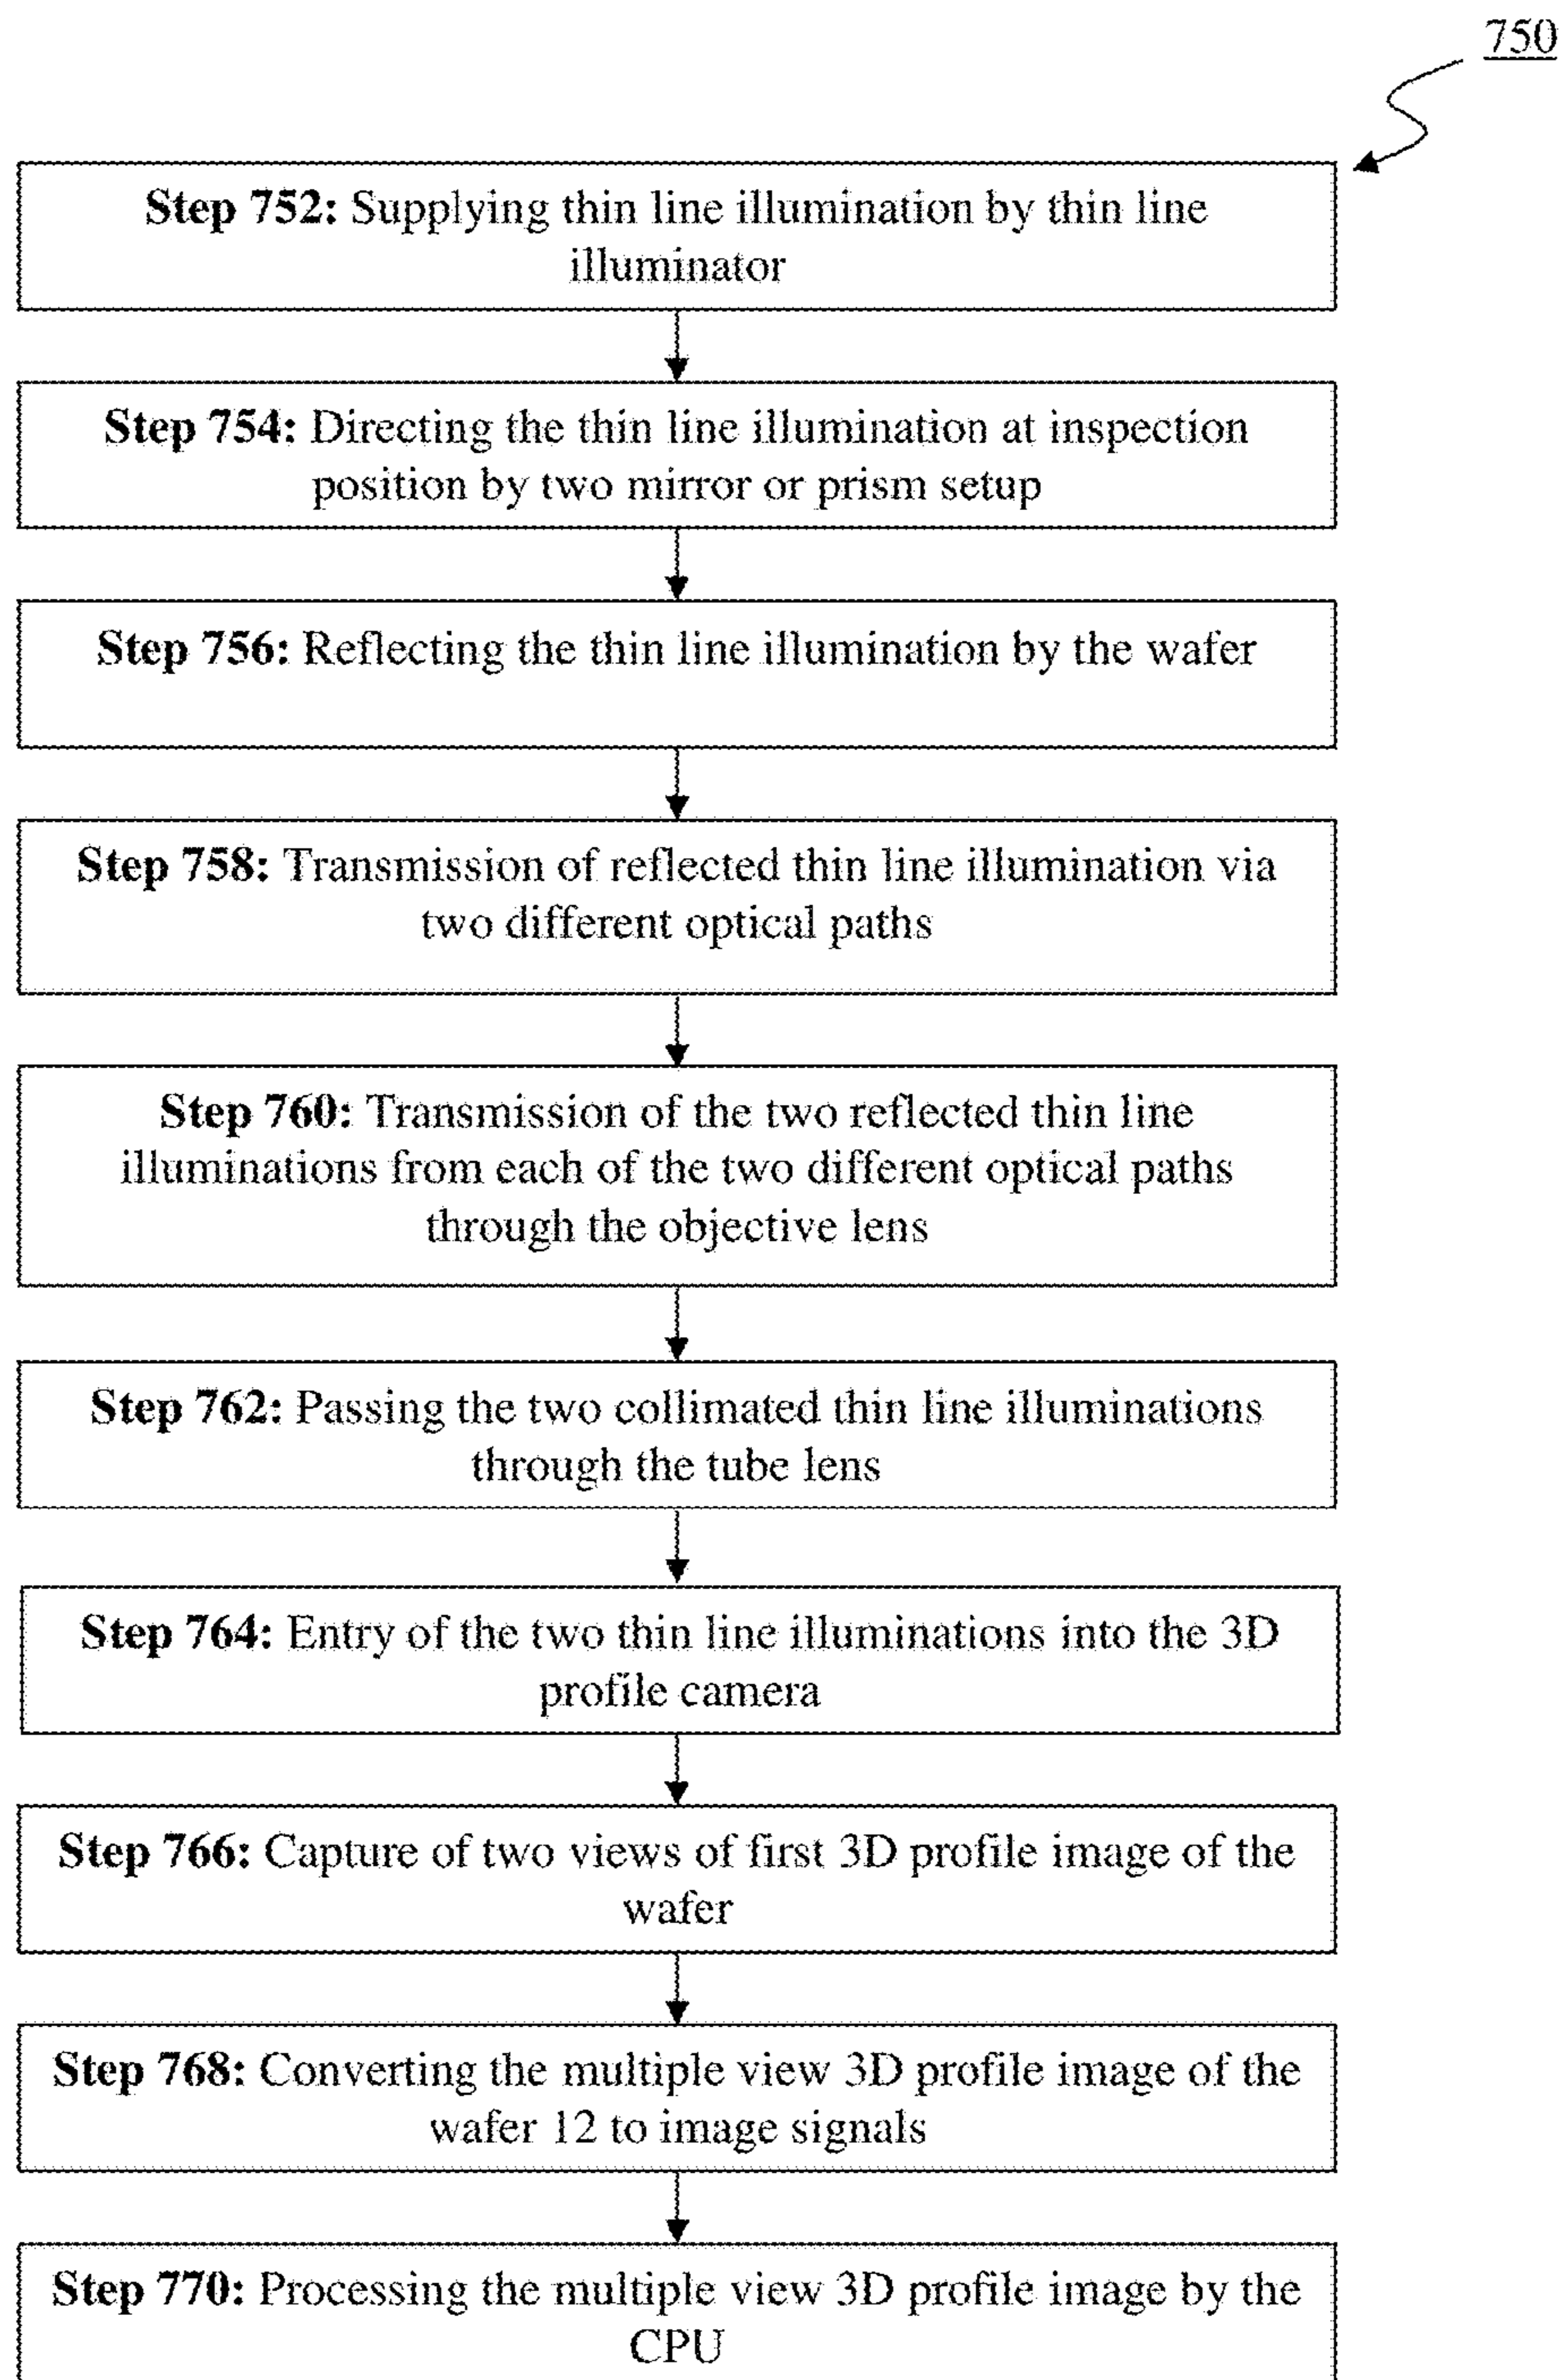 750
Step 752: Supplying thin line illumination by thin line
illuminator
Step 754: Directing the thin line illumination at inspection
position by two mirror or prism setup
Step 756: Reflecting the thin line illumination by the wafer
Step 758: Transmission of reflected thin line illumination via
two different optical paths
Step 760: Transmission of the two reflected thin line
illuminations from each of the two different optical paths
through the objective lens
Step 762: Passing the two collimated thin line illuminations
through the tube lens
Step 764: Entry of the two thin line illuminations into the 3D
profile camera
Step 766: Capture of two views of first 3D profile image of the
wafer
Step 768: Converting the multiple view 3D profile image of the
wafer 12 to image signals
Step 770: Processing the multiple view 3D profile image by the
CPU